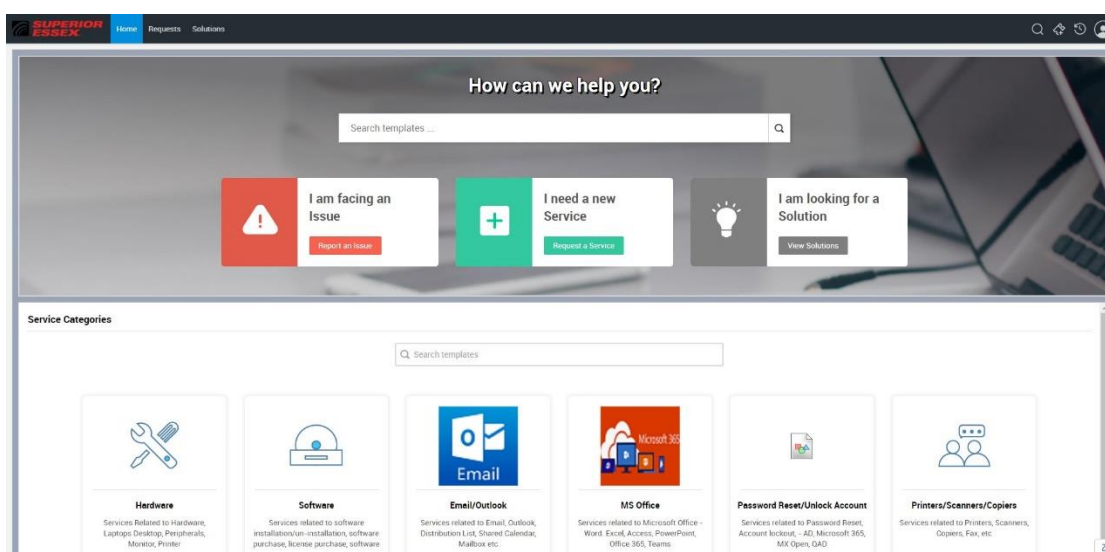 SUPERIOR
ESSEX
Home Requests Solutions
How can we help you?
Search templates ...
I am facing an
Issue
Report an Issue
I need a new
Service
Request a Service
I am looking for a
Solution
View Solutions
Service Categories
Search templates
Email
Microsoft 365
Hardware
Services Related to Hardware,
Laptops Desktop, Peripherals,
Monitor, Printer
Software
Services related to software
installation/un-installation, software
purchase, license purchase, software
Email/Outlook
Services related to Email, Outlook,
Distribution List, Shared Calendar,
Mailbox etc
MS Office
Services related to Microsoft Office -
Word, Excel, Access, PowerPoint,
Office 365, Teams
Password Reset/Unlock Account
Services related to Password Reset,
Account lockout, - AD, Microsoft 365,
MX Open, QAD
Printers/Scanners/Copiers
Services related to Printers, Scanners,
Copiers, Fax, etc